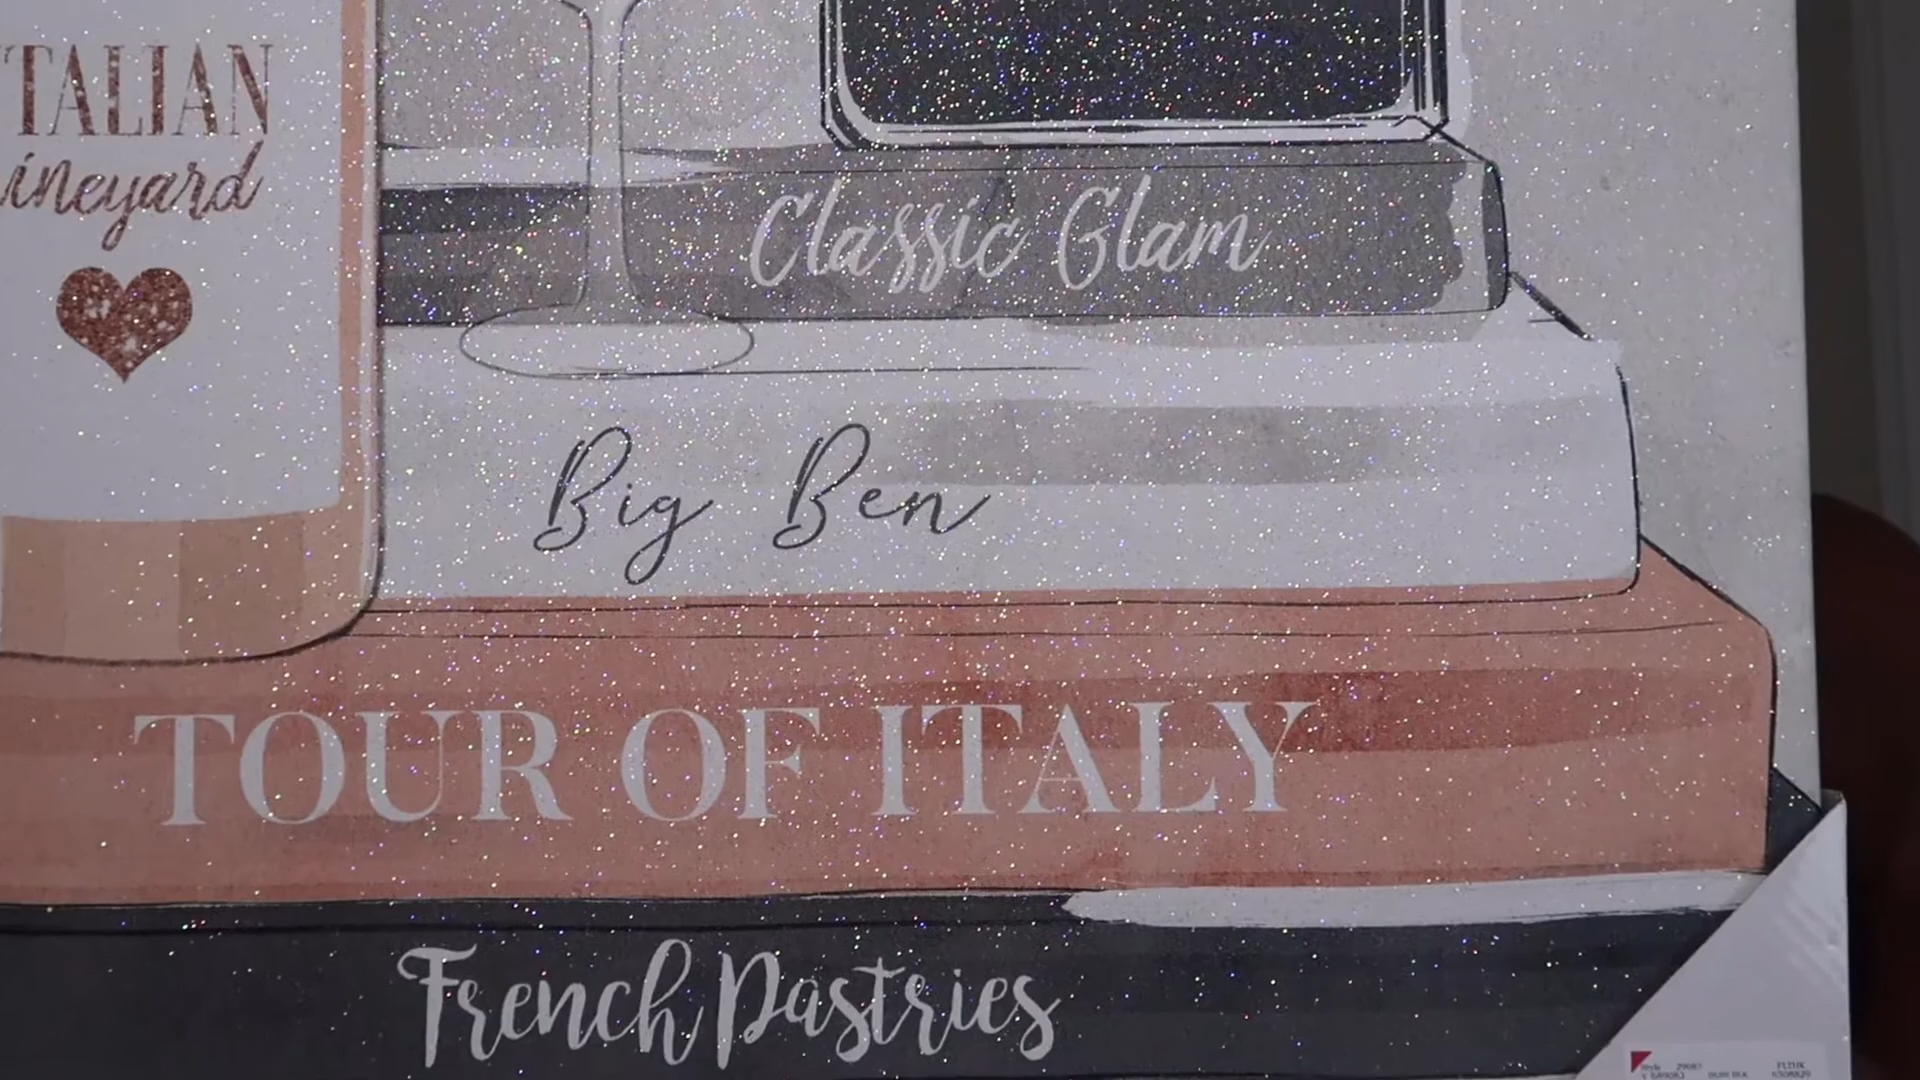 TALIAN
ineyard
Classic Glam
Big Ben
TOUR OF ITALY
French Pastries